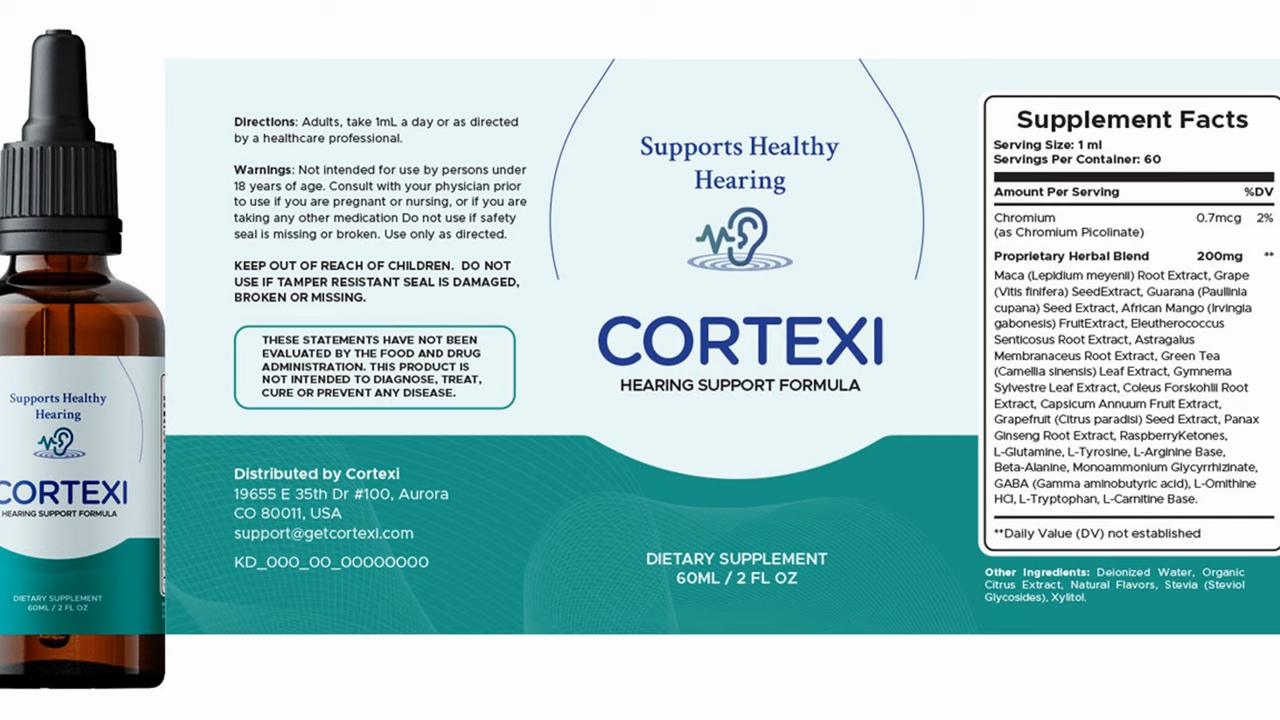 Supports Healthy
Hearing
CORTEXI
HEARING SUPPORT FORMULA
DIETARY SUPPLEMENT
60ML / 2 FL OZ
Directions: Adults, take 1mL a day or as directed
by a healthcare professional.
Warnings: Not intended for use by persons under
18 years of age. Consult with your physician prior
to use if you are pregnant or nursing, or if you are
taking any other medication Do not use if safety
seal is missing or broken. Use only as directed.
KEEP OUT OF REACH OF CHILDREN. DO NOT
USE IF TAMPER RESISTANT SEAL IS DAMAGED,
BROKEN OR MISSING.
THESE STATEMENTS HAVE NOT BEEN
EVALUATED BY THE FOOD AND DRUG
ADMINISTRATION. THIS PRODUCT IS
NOT INTENDED TO DIAGNOSE, TREAT,
CURE OR PREVENT ANY DISEASE.
Distributed by Cortexi
19655 E 35th Dr #100, Aurora
CO 80011, USA
support@getcortexi.com
KD_000_00_00000000
Supports Healthy
Hearing
CORTEXI
HEARING SUPPORT FORMULA
DIETARY SUPPLEMENT
60ML / 2 FL OZ
Supplement Facts
Serving Size: 1 ml
Servings Per Container: 60
Amount Per Serving %DV
Chromium 0.7mcg 2%
(as Chromium Picolinate)
Proprietary Herbal Blend 200mg **
Maca (Lepidium meyenii) Root Extract, Grape
(Vitis finifera) SeedExtract, Guarana (Paullinia
cupana) Seed Extract, African Mango (Irvingia
gabonesis) FruitExtract, Eleutherococcus
Senticosus Root Extract, Astragalus
Membranaceus Root Extract, Green Tea
(Camellia sinensis) Leaf Extract, Gymnema
Sylvestre Leaf Extract, Coleus Forskohlii Root
Extract, Capsicum Annuum Fruit Extract,
Grapefruit (Citrus paradisi) Seed Extract, Panax
Ginseng Root Extract, RaspberryKetones,
L-Glutamine, L-Tyrosine, L-Arginine Base,
Beta-Alanine, Monoammonium Glycyrrhizinate,
GABA (Gamma aminobutyric acid), L-Ornithine
HCl, L-Tryptophan, L-Carnitine Base.
**Daily Value (DV) not established
Other Ingredients: Deionized Water, Organic
Citrus Extract, Natural Flavors, Stevia (Steviol
Glycosides), Xylitol.